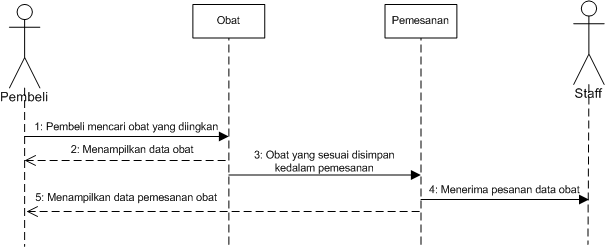 Obat
Pemesanan
Pembeli
Staff
1: Pembeli mencari obat yang diingkan
2: Menampilkan data obat
3: Obat yang sesuai disimpan
kedalam pemesanan
4: Menerima pesanan data obat
5: Menampilkan data pemesanan obat